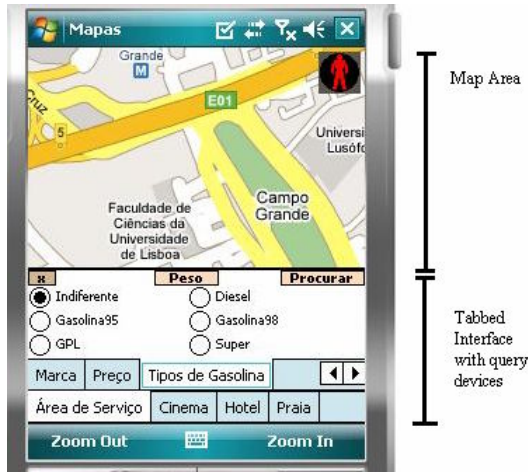 Mapas
Grande
M
Cruz
E01
5
Universi
Lusófo
Campo
Grande
Faculdade de
Ciências da
Universidade
de Lisboa
x Peso Procurar
Indiferente Diesel
Gasolina95 Gasolina98
GPL Super
Marca Preço Tipos de Gasolina
Área de Serviço Cinema Hotel Praia
Zoom Out Zoom In
Map Area
Tabbed
Interface
with query
devices